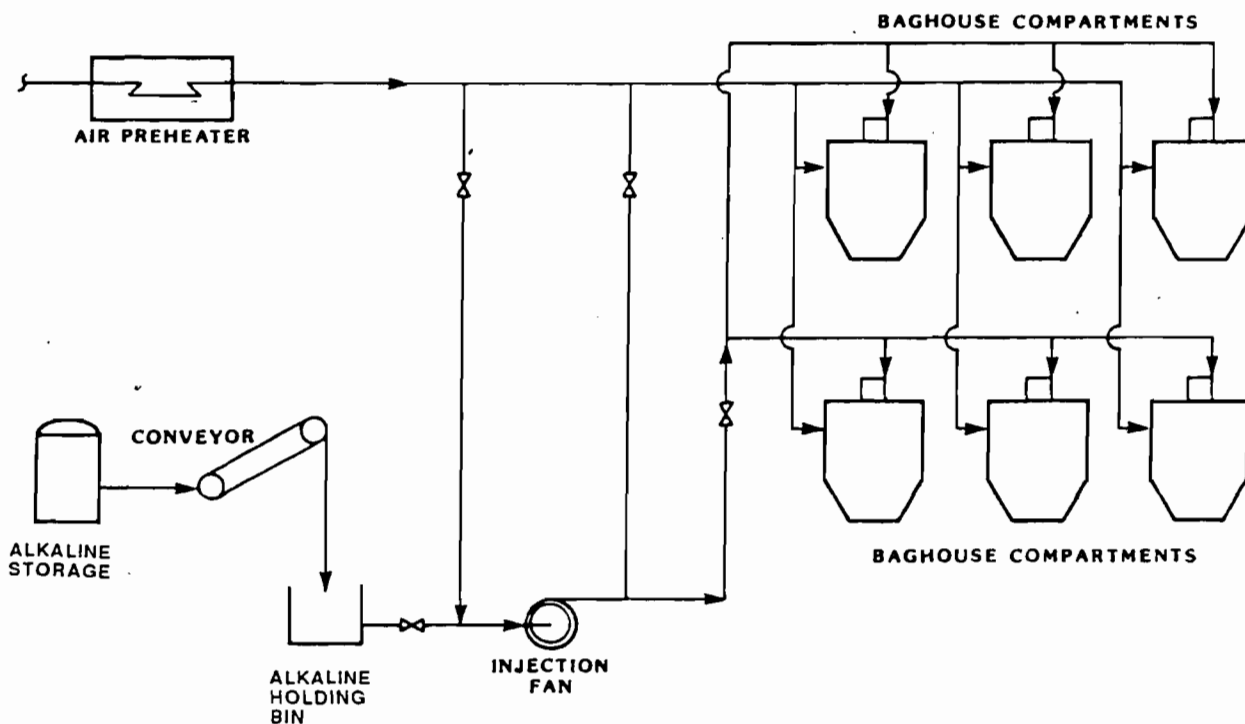 BAGHOUSE COMPARTMENTS
AIR PREHEATER
CONVEYOR
ALKALINE
STORAGE
BAGHOUSE COMPARTMENTS
INJECTION
FAN
ALKALINE
HOLDING
BIN